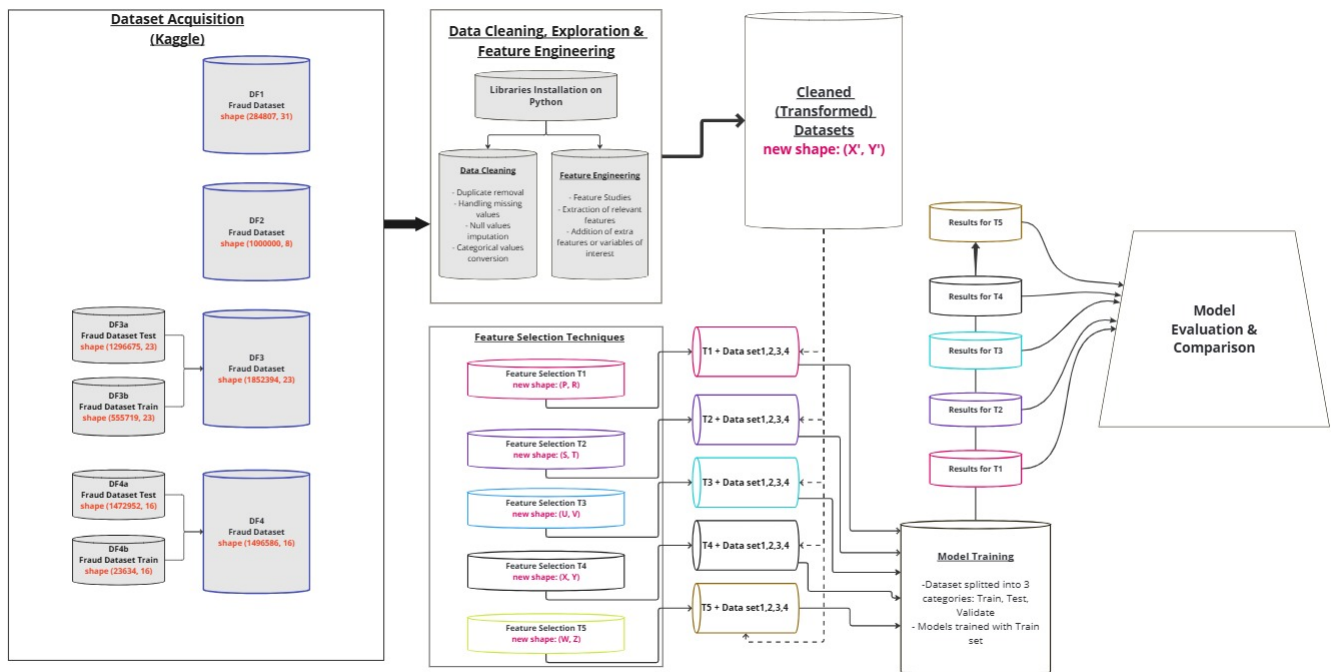 Dataset Acquisition
(Kaggle)
DF1
Fraud Dataset
shape (284807, 31)
DF2
Fraud Dataset
shape (1000000, 8)
DF3a
Fraud Dataset Test
shape (1296675, 23)
DF3b
Fraud Dataset Train
shape (555719, 23)
DF3
Fraud Dataset
shape (1852394, 23)
DF4a
Fraud Dataset Test
shape (1472952, 16)
DF4b
Fraud Dataset Train
shape (23634, 16)
DF4
Fraud Dataset
shape (1496586, 16)
Data Cleaning, Exploration &
Feature Engineering
Libraries Installation on
Python
Data Cleaning
- Duplicate removal
- Handling missing
values
- Null values
imputation
- Categorical values
conversion
Feature Engineering
- Feature Studies
- Extraction of relevant
features
- Addition of extra
features or variables of
interest
Cleaned
(Transformed)
Datasets
new shape: (X', Y')
Feature Selection Techniques
Feature Selection T1
new shape: (P, R)
Feature Selection T2
new shape: (S, T)
Feature Selection T3
new shape: (U, V)
Feature Selection T4
new shape: (X, Y)
Feature Selection T5
new shape: (W, Z)
T1 + Data set1,2,3,4
T2 + Data set1,2,3,4
T3 + Data set1,2,3,4
T4 + Data set1,2,3,4
T5 + Data set1,2,3,4
Results for T5
Results for T4
Results for T3
Results for T2
Results for T1
Model Training
-Dataset splitted into 3
categories: Train, Test,
Validate
- Models trained with Train
set
Model
Evaluation &
Comparison